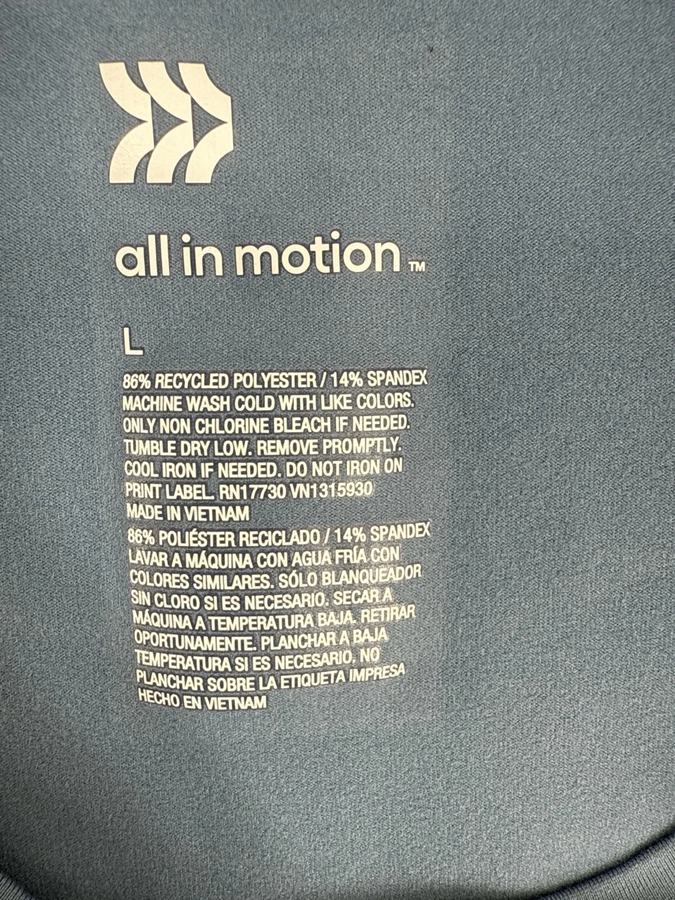 all in motion™
L
86% RECYCLED POLYESTER / 14% SPANDEX
MACHINE WASH COLD WITH LIKE COLORS.
ONLY NON CHLORINE BLEACH IF NEEDED.
TUMBLE DRY LOW. REMOVE PROMPTLY.
COOL IRON IF NEEDED. DO NOT IRON ON
PRINT LABEL. RN17730 VN1315930
MADE IN VIETNAM
86% POLIÉSTER RECICLADO / 14% SPANDEX
LAVAR A MÁQUINA CON AGUA FRÍA CON
COLORES SIMILARES. SÓLO BLANQUEADOR
SIN CLORO SI ES NECESARIO. SECAR A
MÁQUINA A TEMPERATURA BAJA. RETIRAR
OPORTUNAMENTE. PLANCHAR A BAJA
TEMPERATURA SI ES NECESARIO. NO
PLANCHAR SOBRE LA ETIQUETA IMPRESA
HECHO EN VIETNAM